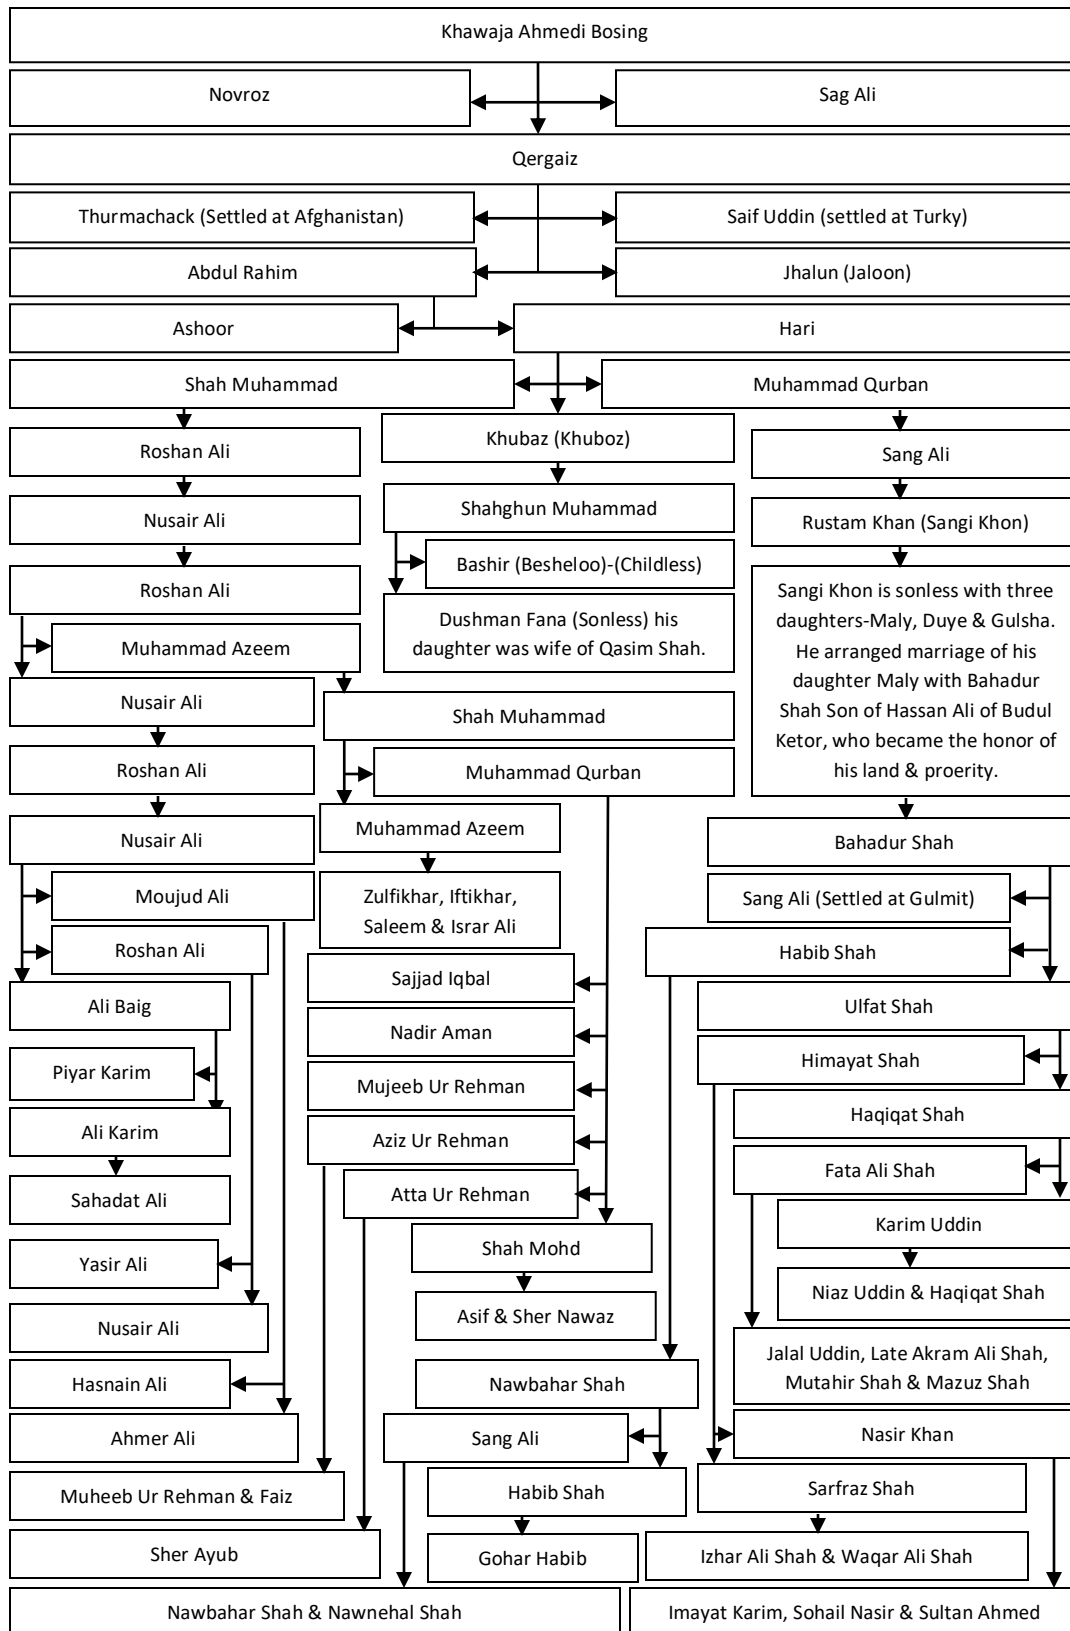 Khawaja Ahmedi Bosing
Novroz
Sag Ali
Qergaiz
Thurmachack (Settled at Afghanistan)
Saif Uddin (settled at Turky)
Abdul Rahim
Jhalun (Jaloon)
Ashoor
Hari
Shah Muhammad
Muhammad Qurban
Khubaz (Khuboz)
Roshan Ali
Sang Ali
Shahghun Muhammad
Nusair Ali
Rustam Khan (Sangi Khon)
Bashir (Besheloo)-(Childless)
Roshan Ali
Sangi Khon is sonless with three
daughters-Maly, Duye & Gulsha.
He arranged marriage of his
daughter Maly with Bahadur
Shah Son of Hassan Ali of Budul
Ketor, who became the honor of
his land & proerity.
Dushman Fana (Sonless) his
daughter was wife of Qasim Shah.
Muhammad Azeem
Nusair Ali
Shah Muhammad
Roshan Ali
Muhammad Qurban
Muhammad Azeem
Nusair Ali
Bahadur Shah
Moujud Ali
Zulfikhar, Iftikhar,
Saleem & Israr Ali
Sang Ali (Settled at Gulmit)
Roshan Ali
Habib Shah
Sajjad Iqbal
Ali Baig
Ulfat Shah
Nadir Aman
Himayat Shah
Piyar Karim
Mujeeb Ur Rehman
Haqiqat Shah
Ali Karim
Aziz Ur Rehman
Fata Ali Shah
Atta Ur Rehman
Sahadat Ali
Karim Uddin
Shah Mohd
Yasir Ali
Niaz Uddin & Haqiqat Shah
Asif & Sher Nawaz
Nusair Ali
Jalal Uddin, Late Akram Ali Shah,
Mutahir Shah & Mazuz Shah
Hasnain Ali
Nawbahar Shah
Ahmer Ali
Sang Ali
Nasir Khan
Muheeb Ur Rehman & Faiz
Habib Shah
Sarfraz Shah
Sher Ayub
Gohar Habib
Izhar Ali Shah & Waqar Ali Shah
Nawbahar Shah & Nawnehal Shah
Imayat Karim, Sohail Nasir & Sultan Ahmed